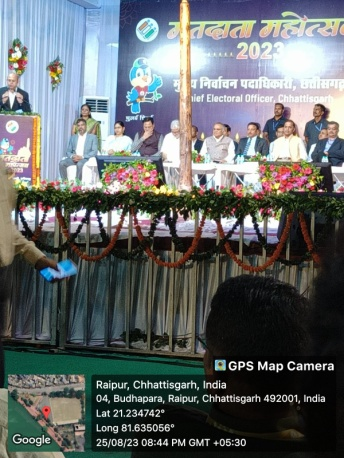 मतदाता महोत्सव
2023
मुख्य निर्वाचन पदाधिकारी, छत्तीसगढ़
Chief Electoral Officer, Chhattisgarh
GPS Map Camera
Raipur, Chhattisgarh, India
04, Budhapara, Raipur, Chhattisgarh 492001, India
Lat 21.234742°
Long 81.635056°
25/08/23 08:44 PM GMT +05:30
Google